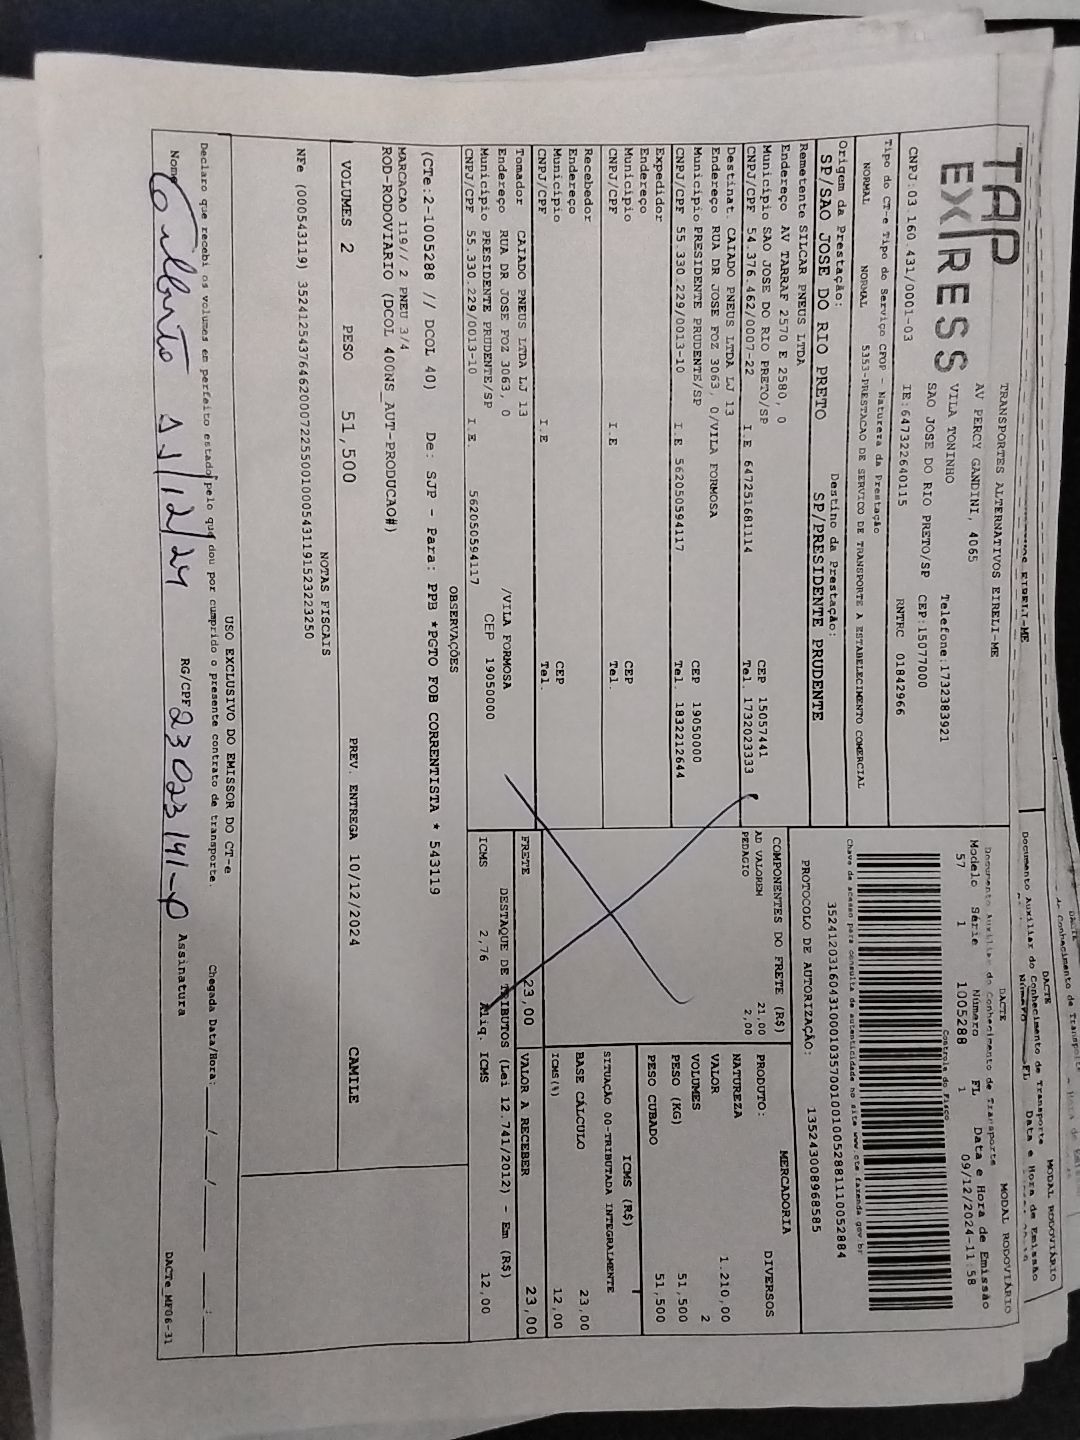 TAP
EXPRESS
TRANSPORTES ALTERNATIVOS EIRELI-ME
AV PERCY GANDINI, 4065
VILA TONINHO Telefone:1732383921
SAO JOSE DO RIO PRETO/SP CEP:15077000
CNPJ:03.160.431/0001-03 IE:647322640115 RNTRC 01842966
Tipo do CT-e Tipo do Serviço CFOP - Natureza da Prestação
NORMAL NORMAL 5353-PRESTACAO DE SERVICO DE TRANSPORTE A ESTABELECIMENTO COMERCIAL
Origem da Prestação: Destino da Prestação:
SP/SAO JOSE DO RIO PRETO SP/PRESIDENTE PRUDENTE
Remetente SILCAR PNEUS LTDA
Endereço AV TARRAF 2570 E 2580, 0 CEP 15057441
Município SAO JOSE DO RIO PRETO/SP Tel. 1732023333
CNPJ/CPF 54.376.462/0007-22 I.E 647251681114
Destinat. CAIADO PNEUS LTDA LJ 13
Endereço RUA DR JOSE FOZ 3063, 0/VILA FORMOSA
Município PRESIDENTE PRUDENTE/SP CEP 19050000
CNPJ/CPF 55.330.229/0013-10 I.E 562050594117 Tel. 1832212644
Expedidor
Endereço
Município CEP
CNPJ/CPF I.E Tel.
Recebedor
Endereço
Município CEP
CNPJ/CPF I.E Tel.
Tomador CAIADO PNEUS LTDA LJ 13
Endereço RUA DR JOSE FOZ 3063, 0 /VILA FORMOSA
Município PRESIDENTE PRUDENTE/SP CEP 19050000
CNPJ/CPF 55.330.229/0013-10 I.E 562050594117
DACTE MODAL RODOVIÁRIO
Documento Auxiliar do Conhecimento de Transporte
Modelo Série Número FL Data e Hora de Emissão
57 1 1005288 1 09/12/2024-11:58
Controle do Fisco
Chave de acesso para consulta de autenticidade no site www.cte.fazenda.gov.br
35241203160431000103570010010052881110052884
PROTOCOLO DE AUTORIZAÇÃO: 135243008968585
COMPONENTES DO FRETE (R$)
AD VALOREM 21,00
PEDAGIO 2,00
FRETE 23,00
MERCADORIA
PRODUTO: DIVERSOS
NATUREZA
VALOR 1.210,00
VOLUMES 2
PESO (KG) 51,500
PESO CUBADO 51,500
ICMS (R$)
SITUAÇÃO 00-TRIBUTADA INTEGRALMENTE
BASE CÁLCULO 23,00
ICMS(%) 12,00
VALOR A RECEBER 23,00
DESTAQUE DE TRIBUTOS (Lei 12.741/2012) - Em (R$)
ICMS 2,76 Aliq. ICMS 12,00
OBSERVAÇÕES
(CTe:2-1005288 // DCOL 40) De: SJP - Para: PPB *PGTO FOB CORRENTISTA * 543119
MARCACAO 119// 2 PNEU 3/4
ROD-RODOVIARIO (DCOL 400NS_AUT-PRODUCAO#)
VOLUMES 2 PESO 51,500 PREV. ENTREGA 10/12/2024 CAMILE
NOTAS FISCAIS
NFe (000543119) 35241254376462000722550010005431191523223250
USO EXCLUSIVO DO EMISSOR DO CT-e
Declaro que recebi os volumes em perfeito estado pelo que dou por cumprido o presente contrato de transporte. Chegada Data/Hora: / / :
Nome Gilberto 11/12/24 RG/CPF Assinatura
DACTe_MF06-31